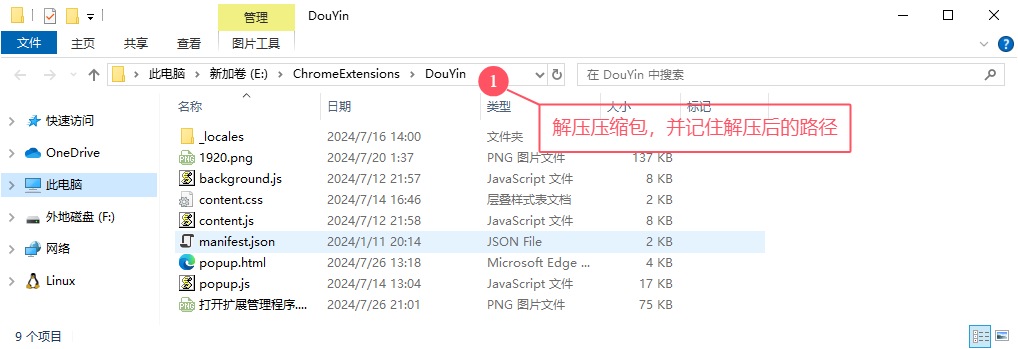 管理
DouYin
文件
主页
共享
查看
图片工具
此电脑
新加卷 (E:)
ChromeExtensions
DouYin
在 DouYin 中搜索
1
解压压缩包，并记住解压后的路径
名称
日期
类型
大小
标记
快速访问
OneDrive
此电脑
外地磁盘 (F:)
网络
Linux
_locales 2024/7/16 14:00 文件夹
1920.png 2024/7/20 1:37 PNG 图片文件 137 KB
background.js 2024/7/12 21:57 JavaScript 文件 8 KB
content.css 2024/7/14 16:46 层叠样式表文档 2 KB
content.js 2024/7/12 21:58 JavaScript 文件 8 KB
manifest.json 2024/1/11 20:14 JSON File 2 KB
popup.html 2024/7/26 13:18 Microsoft Edge ... 4 KB
popup.js 2024/7/14 13:04 JavaScript 文件 17 KB
打开扩展管理程序.... 2024/7/26 21:01 PNG 图片文件 75 KB
9 个项目